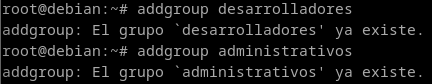 root@debian:~# addgroup desarrolladores
addgroup: El grupo `desarrolladores' ya existe.
root@debian:~# addgroup administrativos
addgroup: El grupo `administrativos' ya existe.